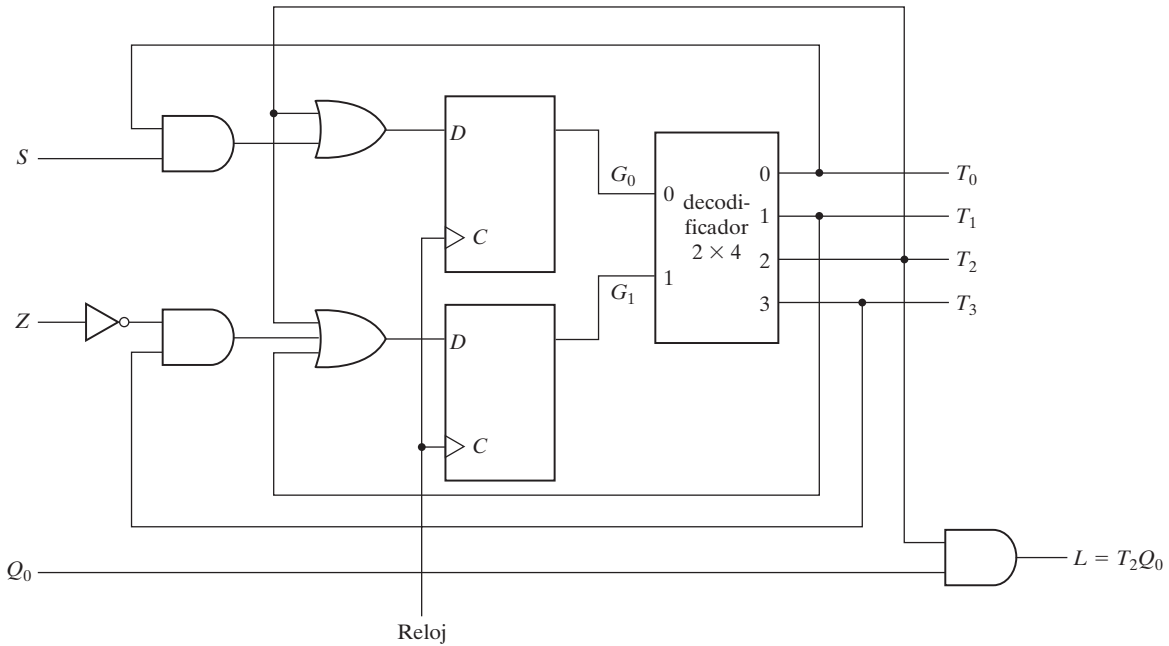 S
D
C
G₀
0
1
decodi-
ficador
2 × 4
0
1
2
3
T₀
T₁
T₂
T₃
Z
D
C
G₁
Q₀
L = T₂Q₀
Reloj